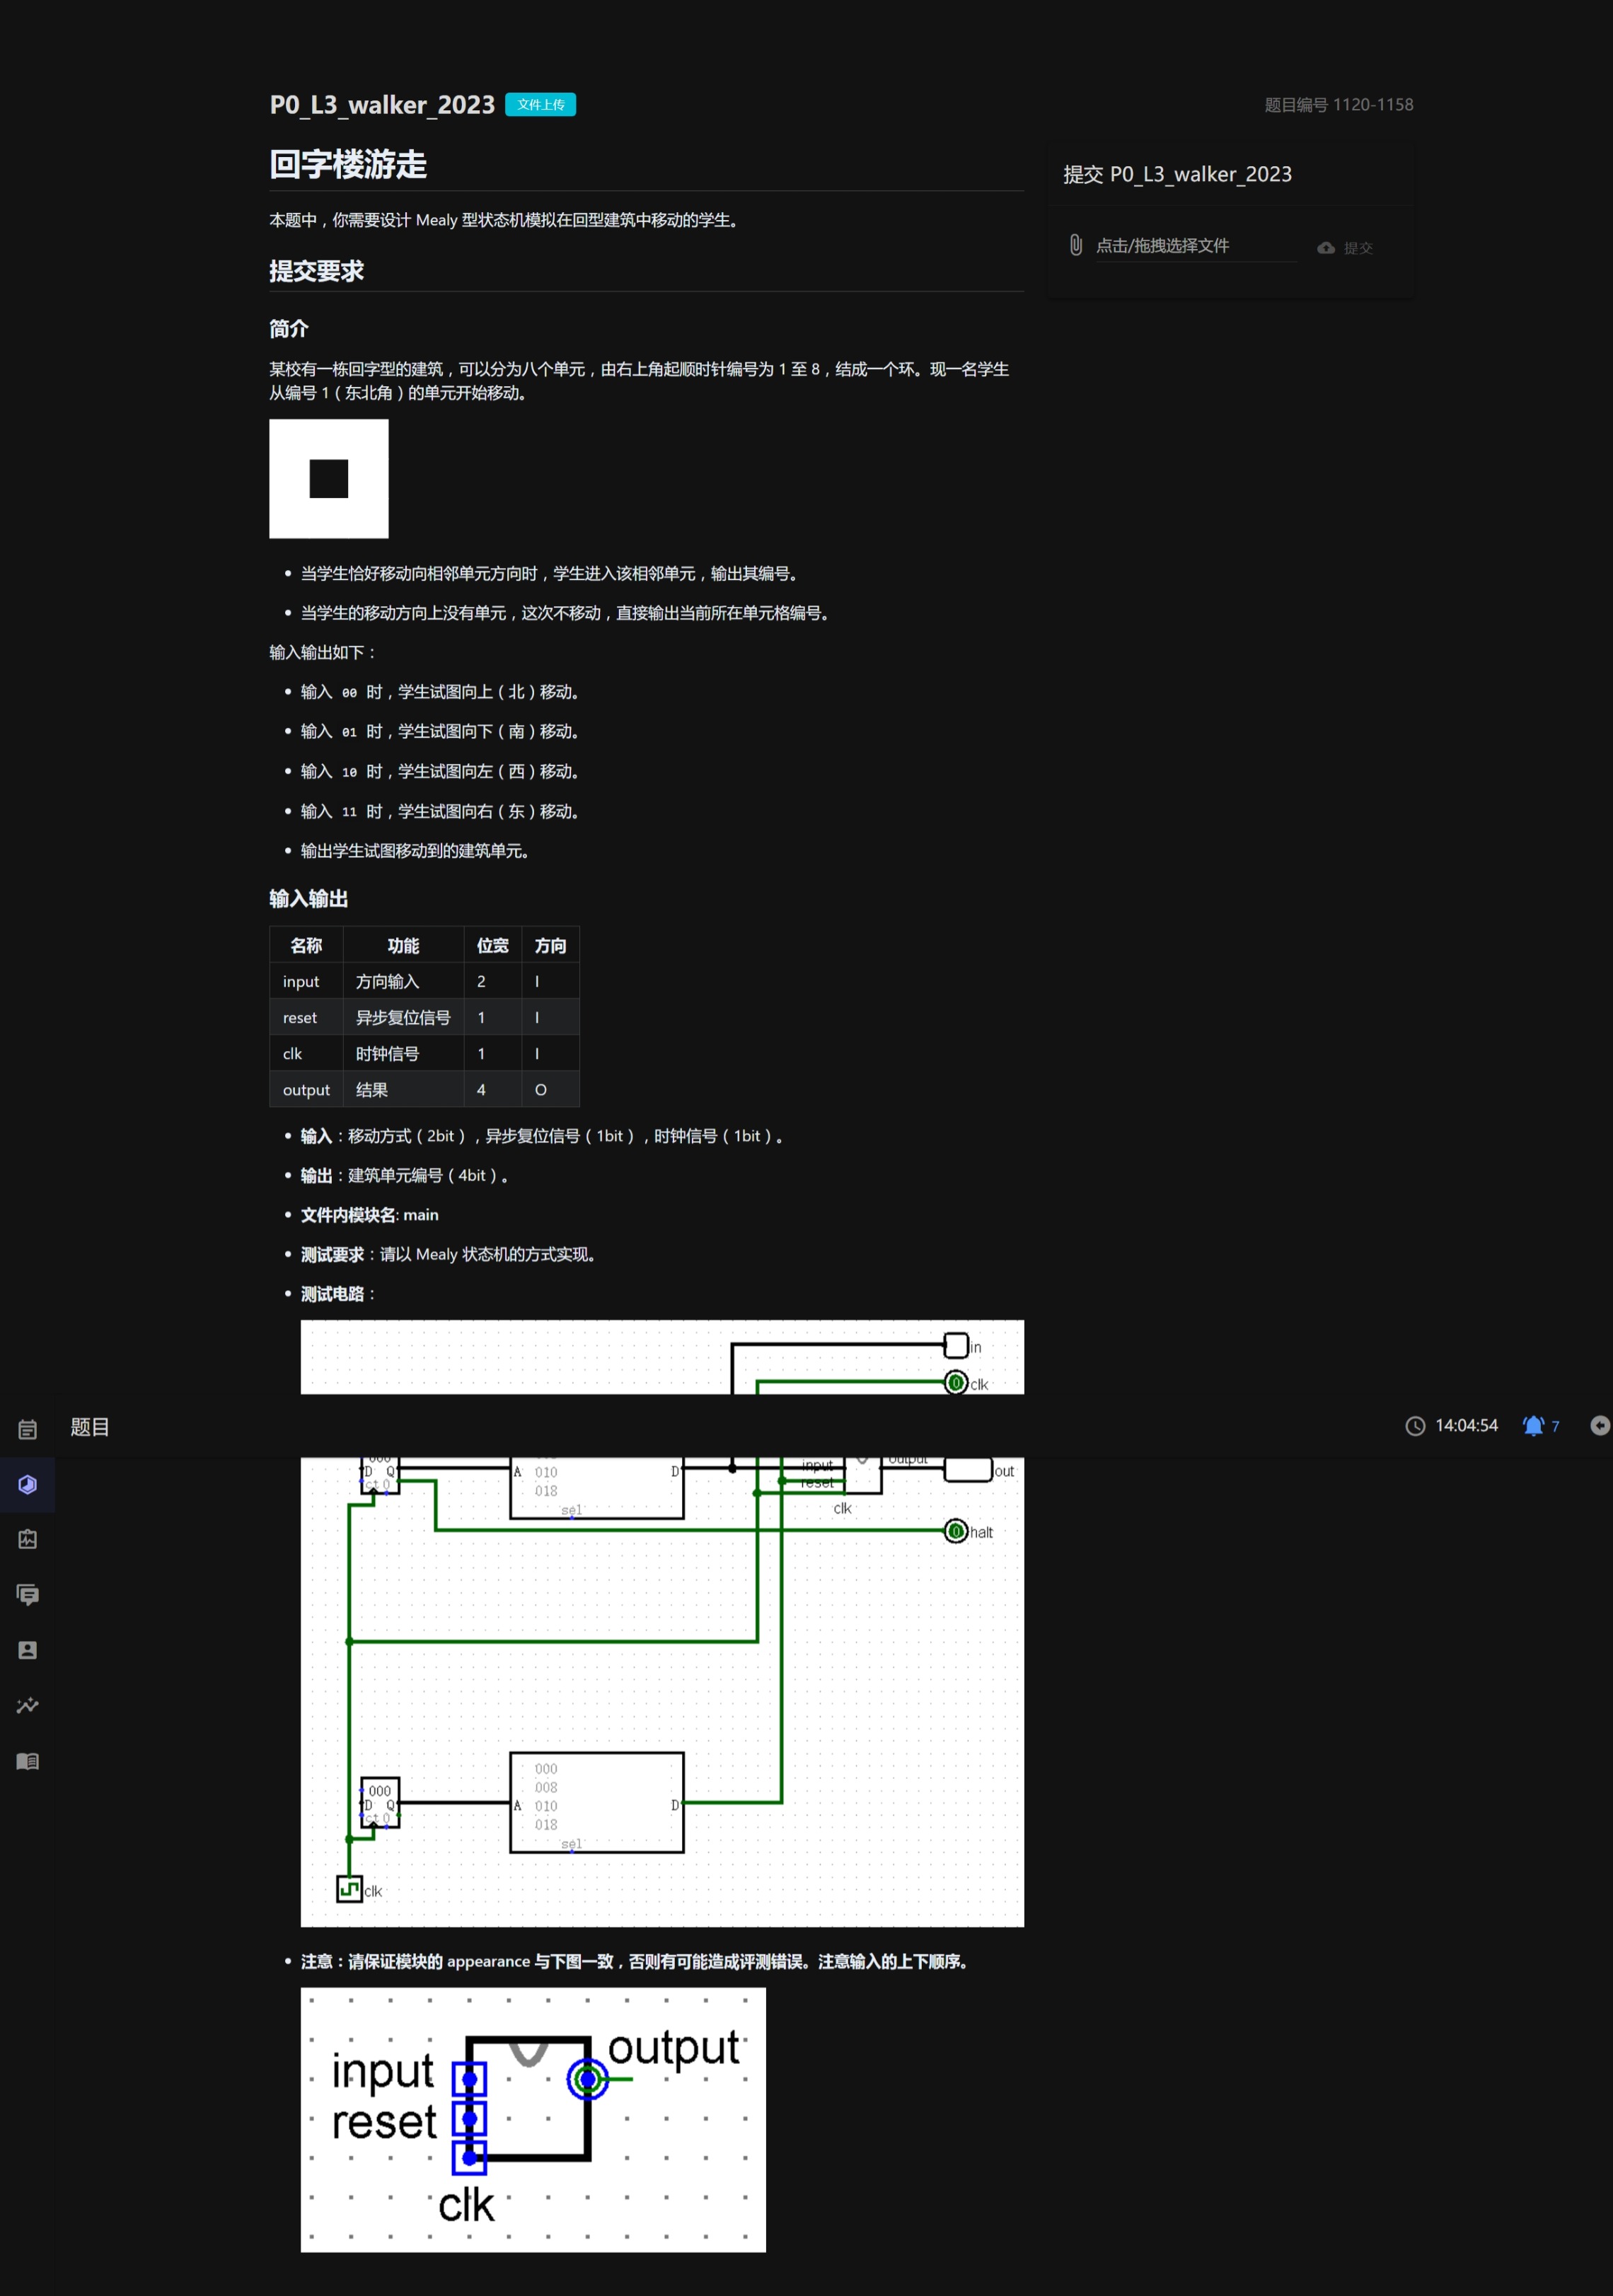 P0_L3_walker_2023 文件上传
题目编号 1120-1158
回字楼游走
提交 P0_L3_walker_2023
点击/拖拽选择文件
提交
本题中，你需要设计 Mealy 型状态机模拟在回型建筑中移动的学生。
提交要求
简介
某校有一栋回字型的建筑，可以分为八个单元，由右上角起顺时针编号为 1 至 8，结成一个环。现一名学生
从编号 1（东北角）的单元开始移动。
当学生恰好移动向相邻单元方向时，学生进入该相邻单元，输出其编号。
当学生的移动方向上没有单元，这次不移动，直接输出当前所在单元格编号。
输入输出如下：
输入 00 时，学生试图向上（北）移动。
输入 01 时，学生试图向下（南）移动。
输入 10 时，学生试图向左（西）移动。
输入 11 时，学生试图向右（东）移动。
输出学生试图移动到的建筑单元。
输入输出
名称 功能 位宽 方向
input 方向输入 2 I
reset 异步复位信号 1 I
clk 时钟信号 1 I
output 结果 4 O
输入：移动方式（2bit），异步复位信号（1bit），时钟信号（1bit）。
输出：建筑单元编号（4bit）。
文件内模块名: main
测试要求：请以 Mealy 状态机的方式实现。
测试电路：
in
0 clk
题目
14:04:54
7
000
D Q
ct 0
A 010 D
018
sel
input
reset
clk
output
out
0 halt
000
008
A 010 D
018
sel
000
D Q
ct 0
clk
注意：请保证模块的 appearance 与下图一致，否则有可能造成评测错误。注意输入的上下顺序。
output
input
reset
clk